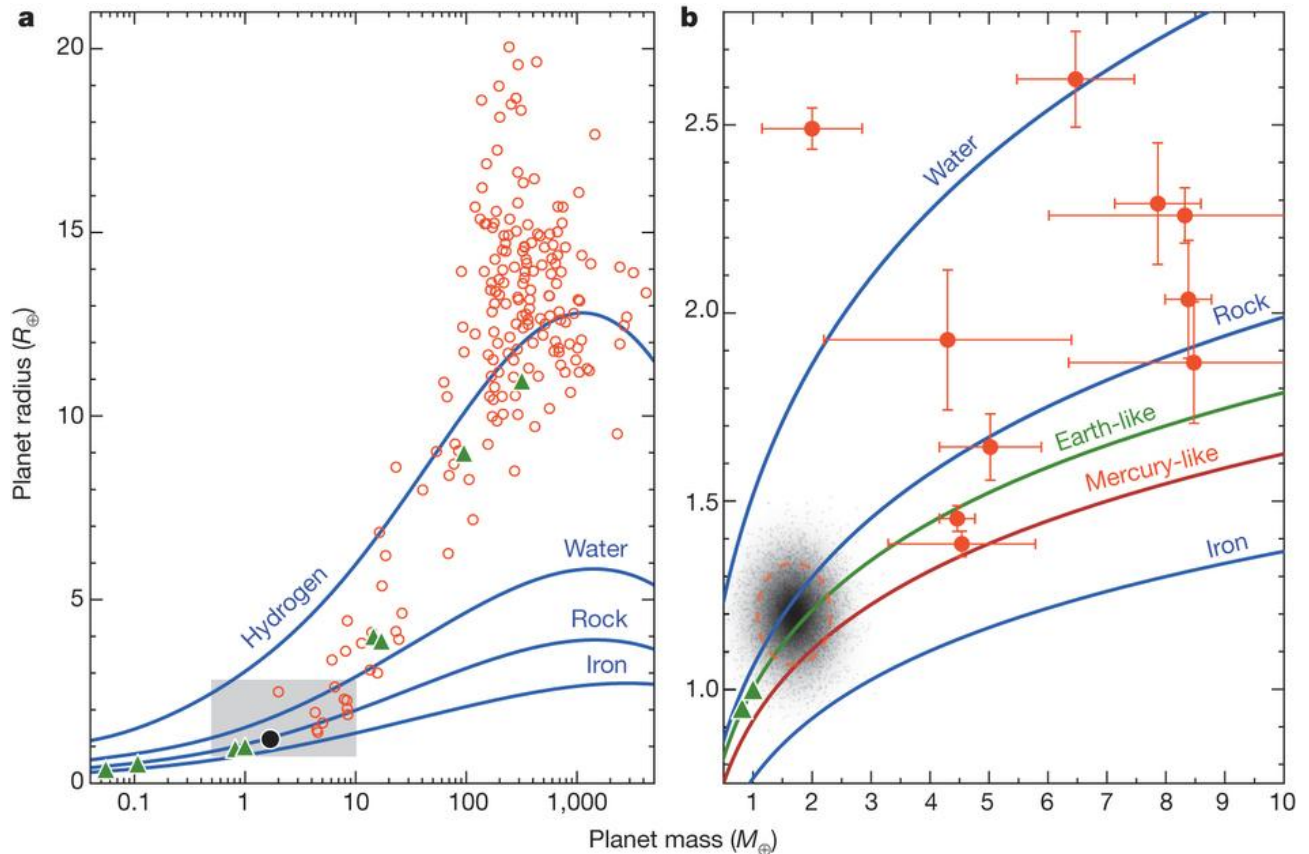 a
20
15
10
5
0
0.1
1
10
100
1,000
Planet radius (R⊕)
Hydrogen
Water
Rock
Iron
b
2.5
2.0
1.5
1.0
1
2
3
4
5
6
7
8
9
10
Water
Rock
Earth-like
Mercury-like
Iron
Planet mass (M⊕)